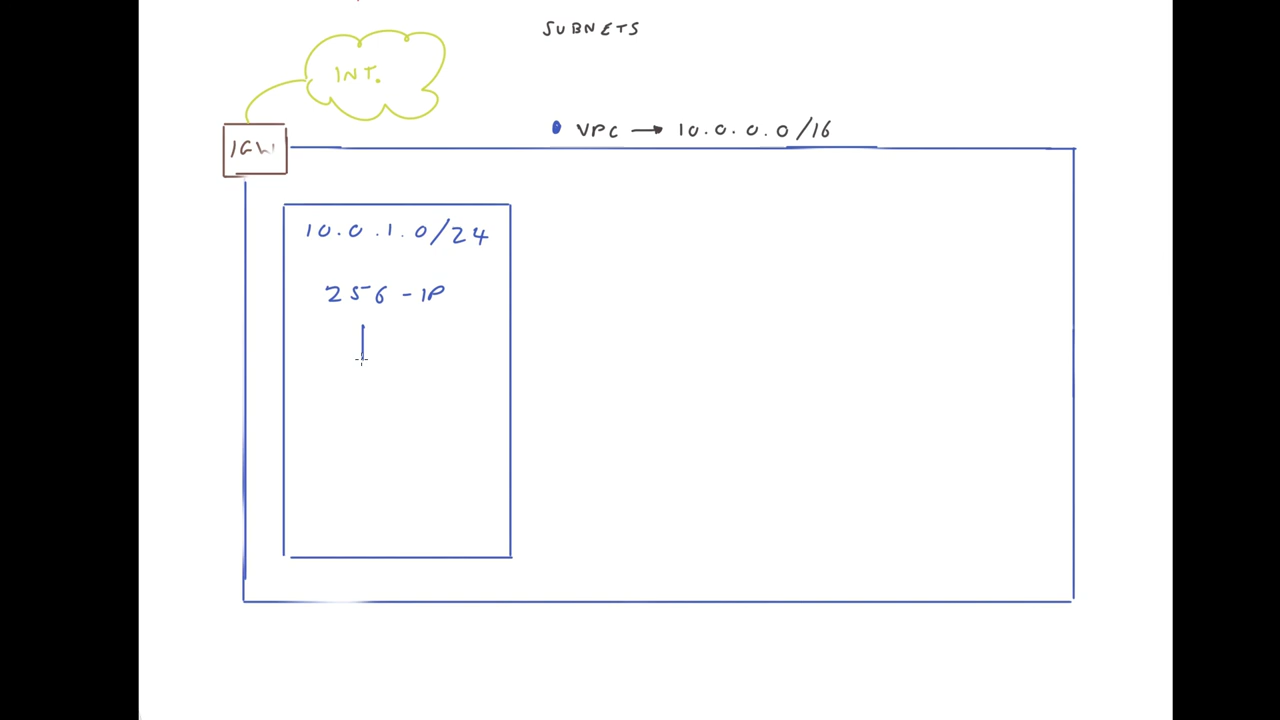 SUBNETS
INT.
VPC → 10.0.0.0/16
IGW
10.0.1.0/24
256 - IP